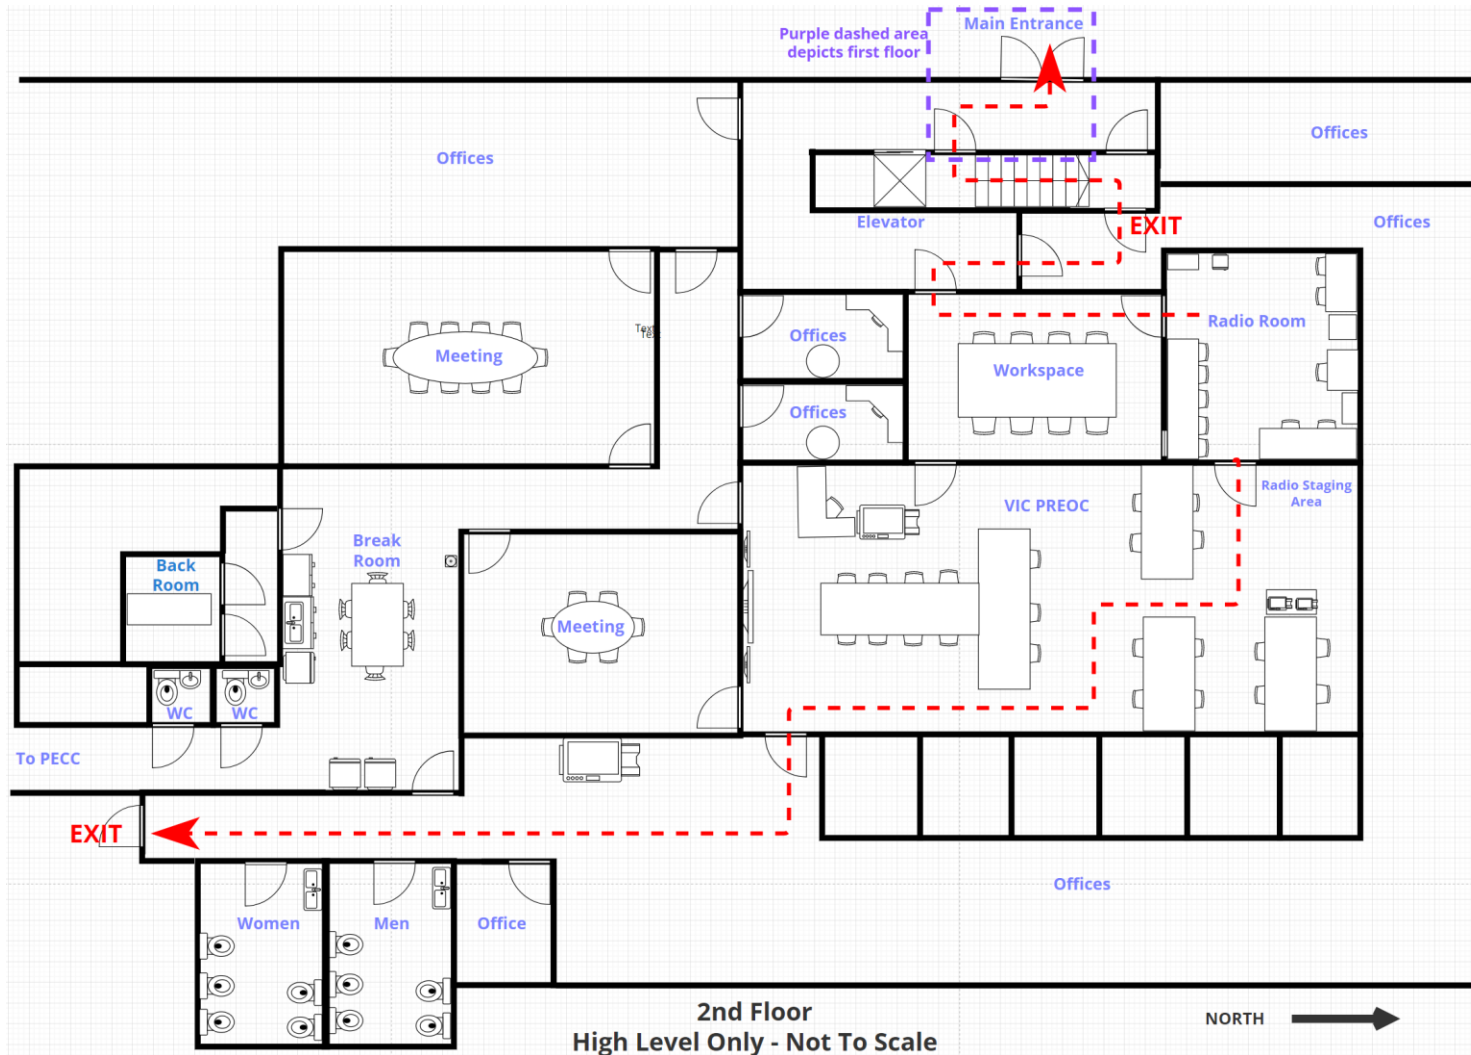 Main Entrance
Purple dashed area
depicts first floor
Offices
Offices
Elevator
EXIT
Offices
Text
Text
Meeting
Offices
Radio Room
Workspace
Offices
VIC PREOC
Radio Staging
Area
Break
Room
Back
Room
Meeting
WC
WC
To PECC
EXIT
Offices
Women
Men
Office
2nd Floor
High Level Only - Not To Scale
NORTH